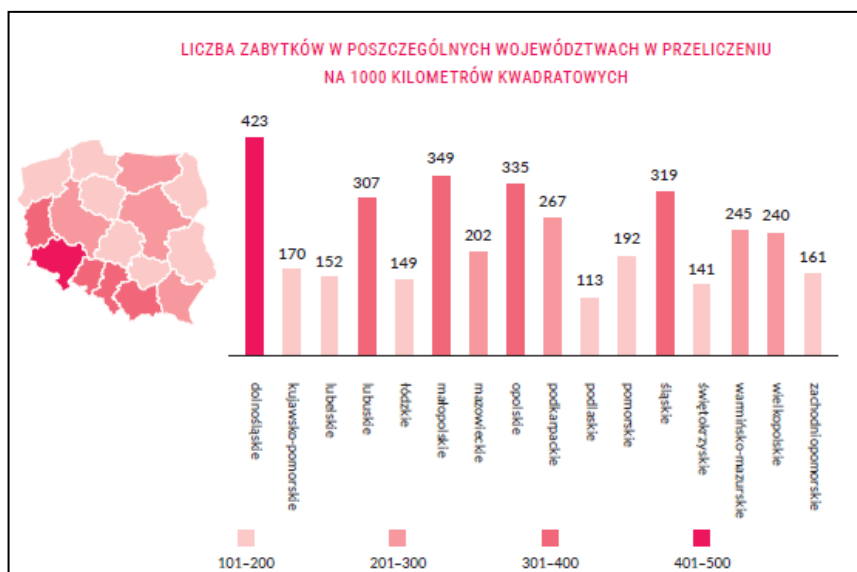 LICZBA ZABYTKÓW W POSZCZEGÓLNYCH WOJEWÓDZTWACH W PRZELICZENIU
NA 1000 KILOMETRÓW KWADRATOWYCH
423
170
152
307
149
349
202
335
267
113
192
319
141
245
240
161
dolnośląskie
kujawsko-pomorskie
lubelskie
lubuskie
łódzkie
małopolskie
mazowieckie
opolskie
podkarpackie
podlaskie
pomorskie
śląskie
świętokrzyskie
warmińsko-mazurskie
wielkopolskie
zachodniopomorskie
101–200
201–300
301–400
401–500